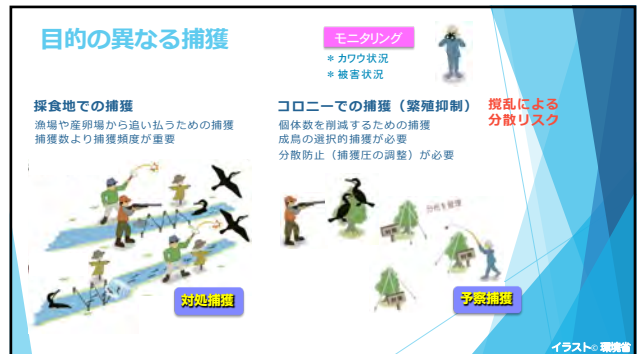 目的の異なる捕獲
モニタリング
＊カワウ状況
＊被害状況
採食地での捕獲
漁場や産卵場から追い払うための捕獲
捕獲数より捕獲頻度が重要
コロニーでの捕獲（繁殖抑制）
個体数を削減するための捕獲
成鳥の選択的捕獲が必要
分散防止（捕獲圧の調整）が必要
撹乱による
分散リスク
分布を管理
対処捕獲
予察捕獲
イラスト© 環境省